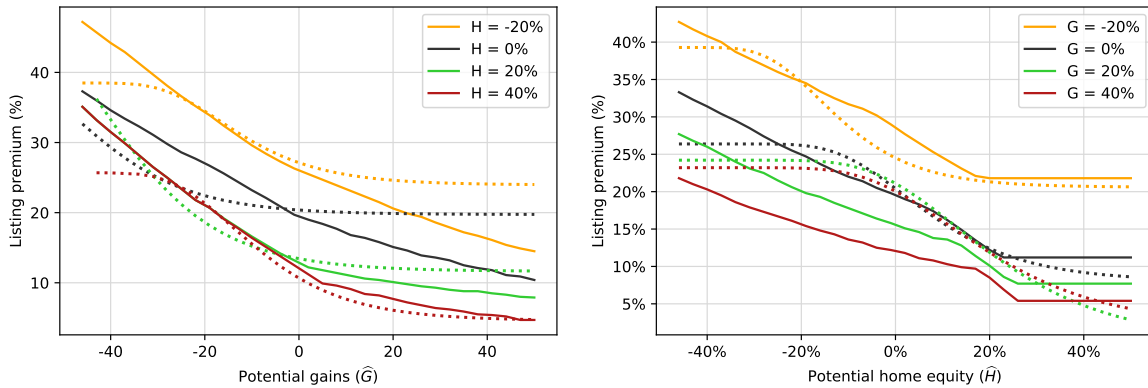 Listing premium (%)
40
30
20
10
-40
-20
0
20
40
Potential gains (Ĝ)
H = -20%
H = 0%
H = 20%
H = 40%
Listing premium (%)
40%
35%
30%
25%
20%
15%
10%
5%
-40%
-20%
0%
20%
40%
Potential home equity (Ĥ)
G = -20%
G = 0%
G = 20%
G = 40%